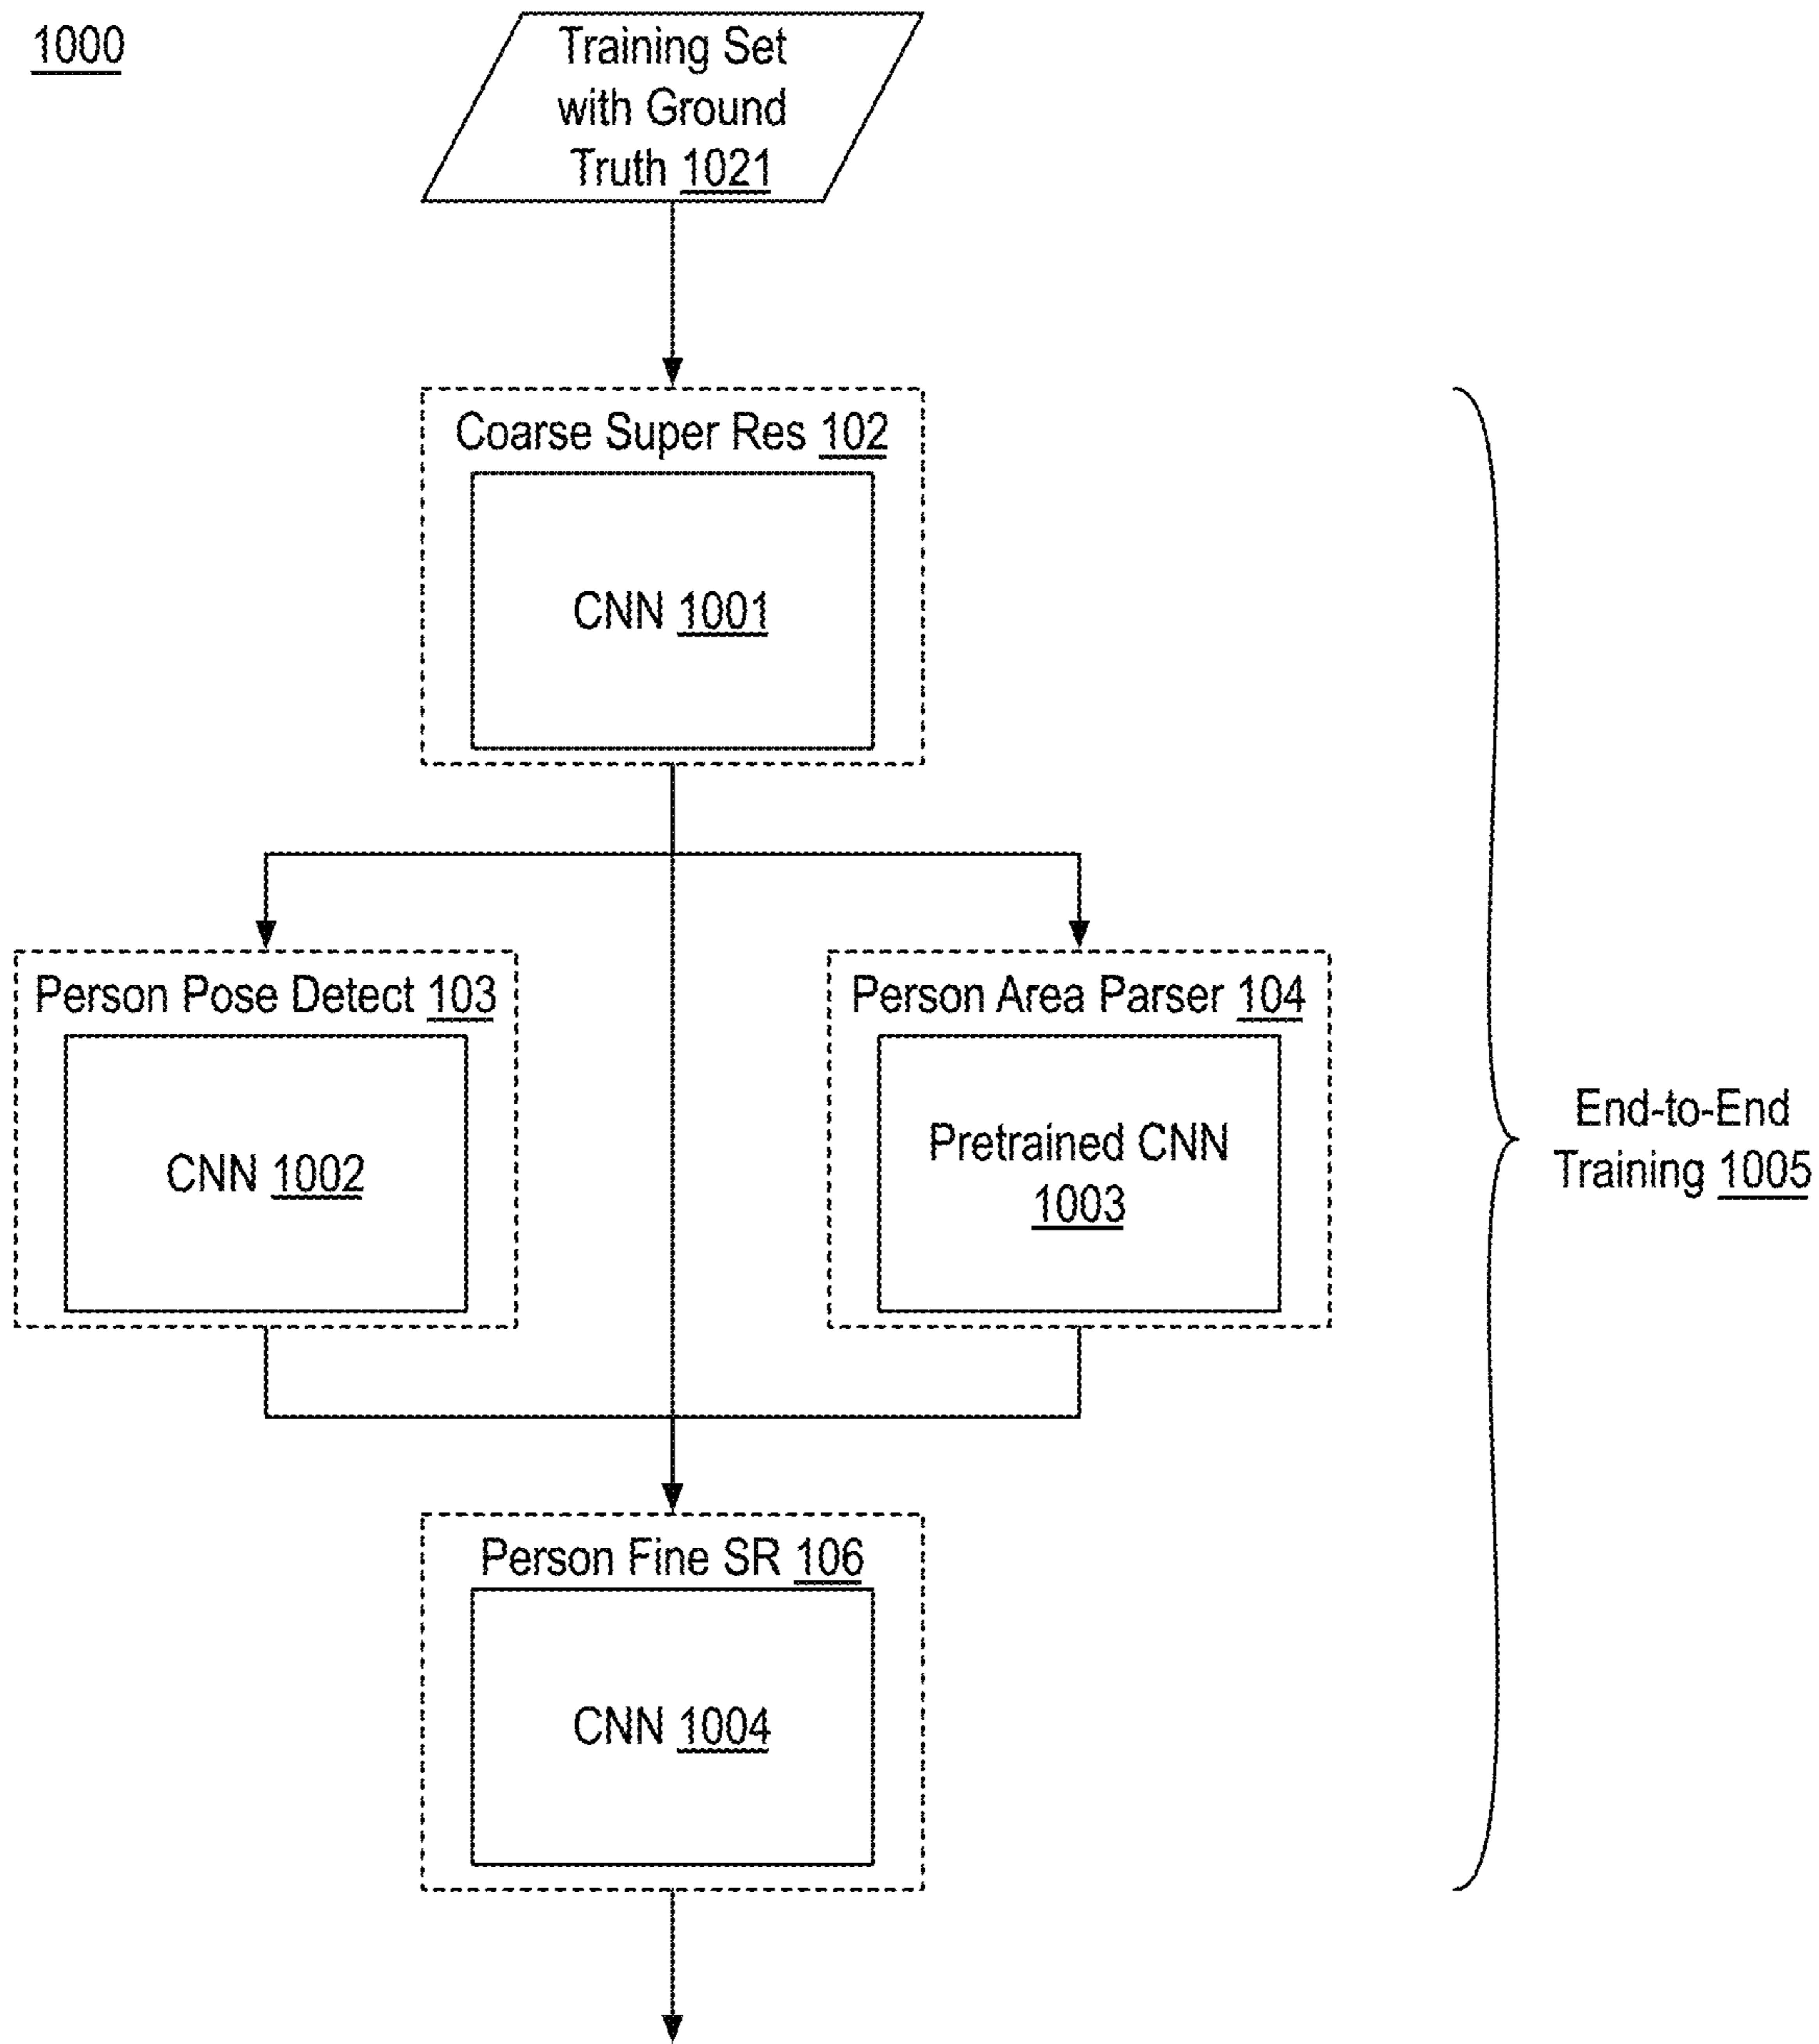 1000
Training Set
with Ground
Truth 1021
Coarse Super Res 102
CNN 1001
Person Pose Detect 103
CNN 1002
Person Area Parser 104
Pretrained CNN
1003
End-to-End
Training 1005
Person Fine SR 106
CNN 1004